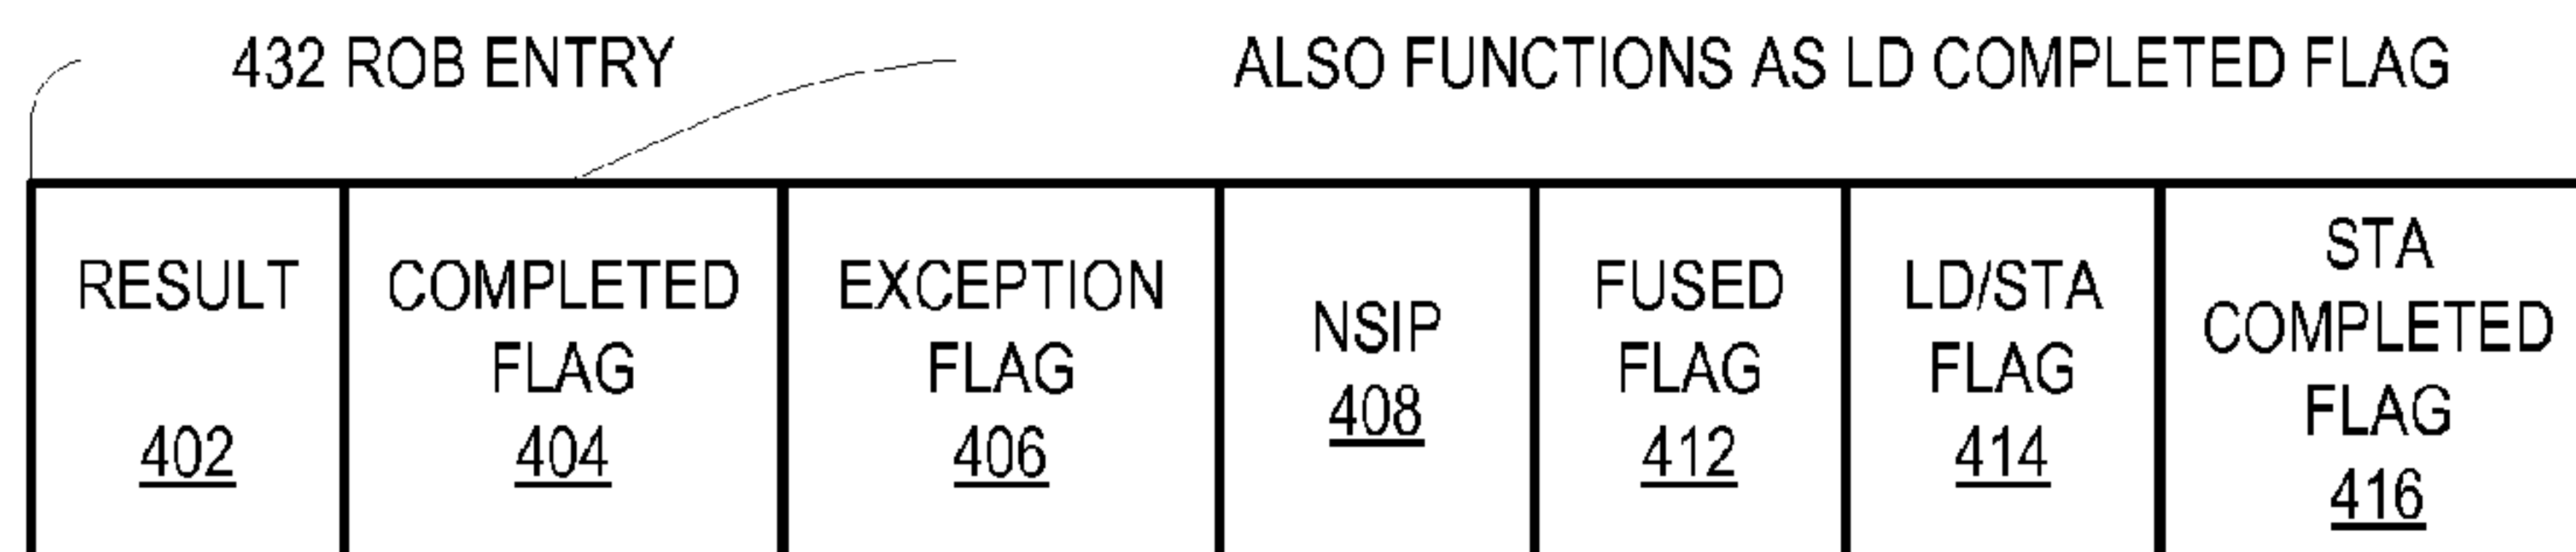 432 ROB ENTRY
ALSO FUNCTIONS AS LD COMPLETED FLAG
RESULT
402
COMPLETED
FLAG
404
EXCEPTION
FLAG
406
NSIP
408
FUSED
FLAG
412
LD/STA
FLAG
414
STA
COMPLETED
FLAG
416